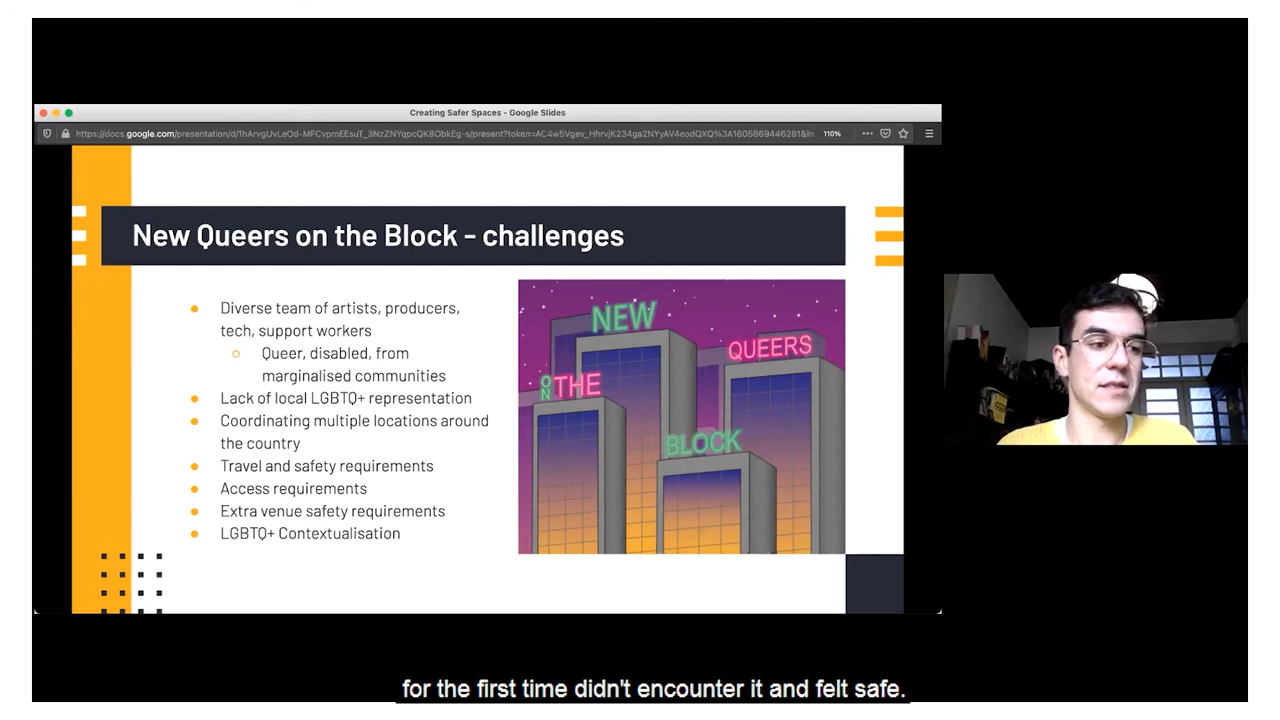 Creating Safer Spaces - Google Slides
110%
New Queers on the Block - challenges
Diverse team of artists, producers,
tech, support workers
Queer, disabled, from
marginalised communities
Lack of local LGBTQ+ representation
Coordinating multiple locations around
the country
Travel and safety requirements
Access requirements
Extra venue safety requirements
LGBTQ+ Contextualisation
NEW
QUEERS
ON THE
BLOCK
for the first time didn't encounter it and felt safe.